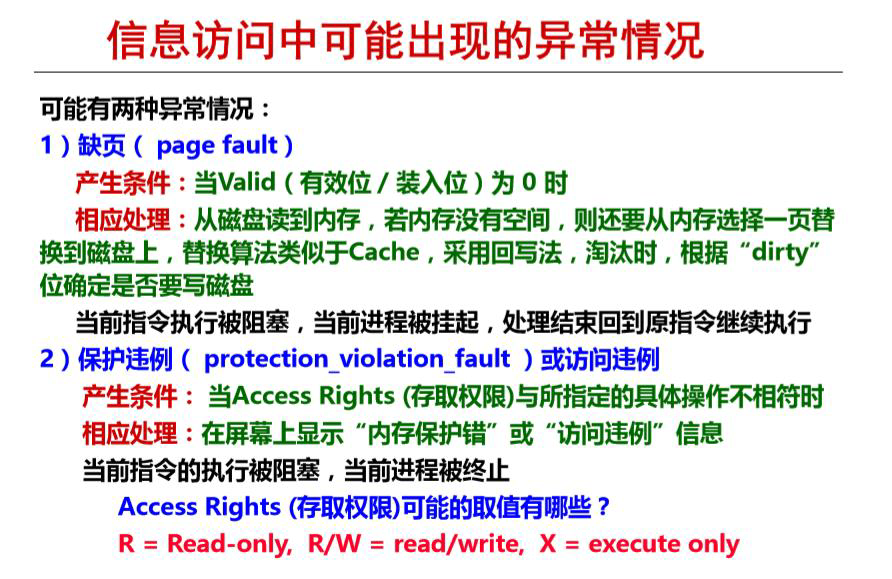 信息访问中可能出现的异常情况
可能有两种异常情况：
1）缺页（ page fault）
产生条件：当Valid（有效位 / 装入位）为 0 时
相应处理：从磁盘读到内存，若内存没有空间，则还要从内存选择一页替
换到磁盘上，替换算法类似于Cache，采用回写法，淘汰时，根据“dirty”
位确定是否要写磁盘
当前指令执行被阻塞，当前进程被挂起，处理结束回到原指令继续执行
2）保护违例（ protection_violation_fault ）或访问违例
产生条件： 当Access Rights (存取权限)与所指定的具体操作不相符时
相应处理：在屏幕上显示“内存保护错”或“访问违例”信息
当前指令的执行被阻塞，当前进程被终止
Access Rights (存取权限)可能的取值有哪些？
R = Read-only, R/W = read/write, X = execute only